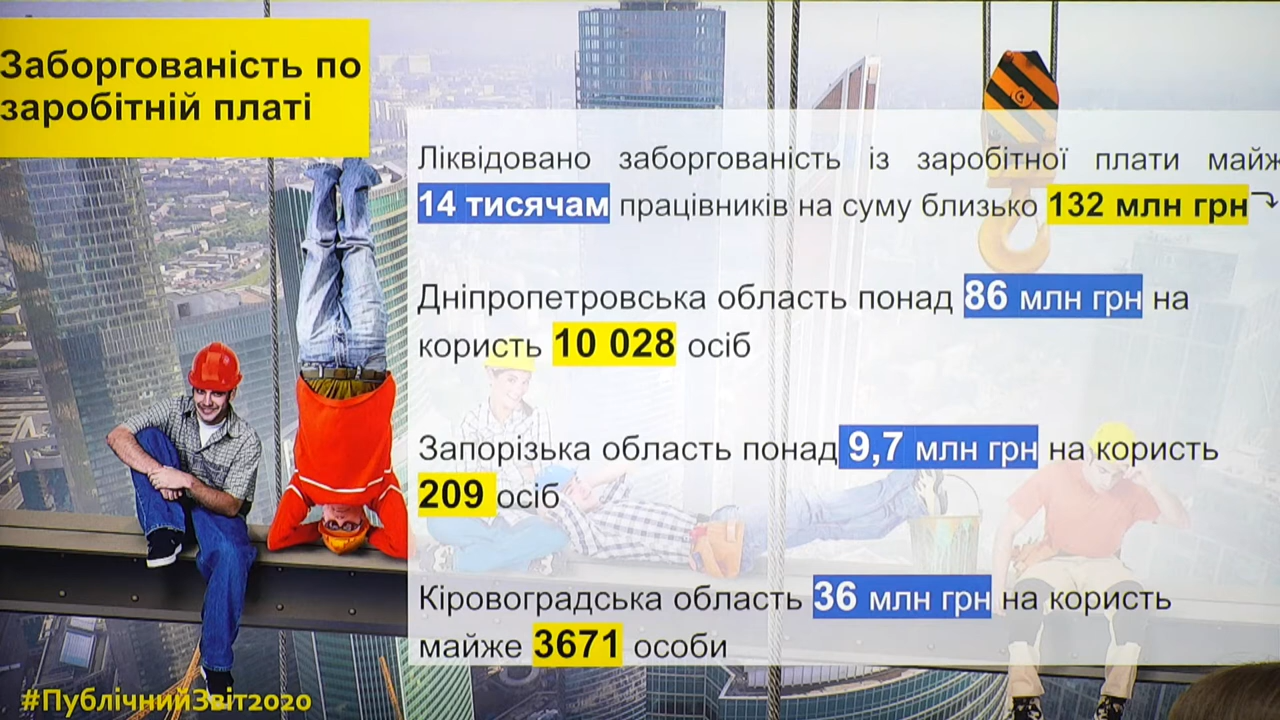 Заборгованість по
заробітній платі
Ліквідовано заборгованість із заробітної плати майж
14 тисячам працівників на суму близько 132 млн грн
Дніпропетровська область понад 86 млн грн на
користь 10 028 осіб
Запорізька область понад 9,7 млн грн на користь
209 осіб
Кіровоградська область 36 млн грн на користь
майже 3671 особи
#ПублічнийЗвіт2020